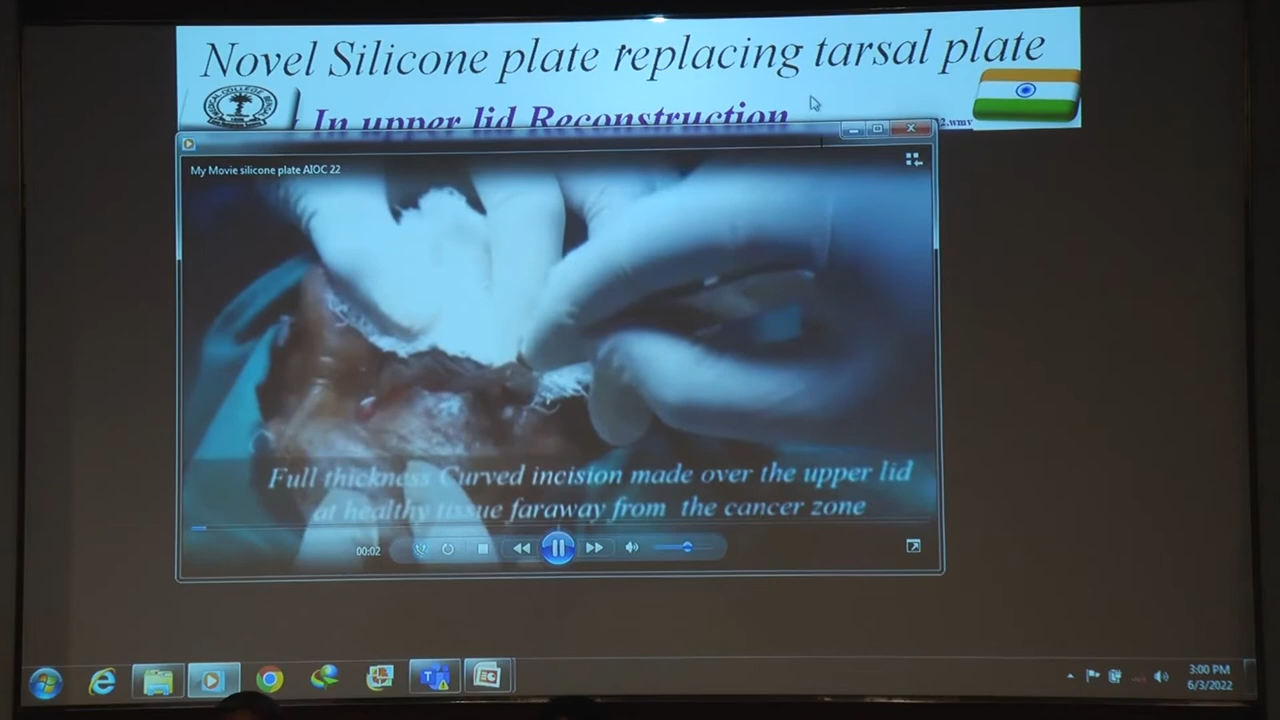 Novel Silicone plate replacing tarsal plate
In upper lid Reconstruction
2.wmv
My Movie silicone plate AIOC 22
Full thickness Curved incision made over the upper lid
at healthy tissue faraway from the cancer zone
00:02
3:00 PM
6/3/2022